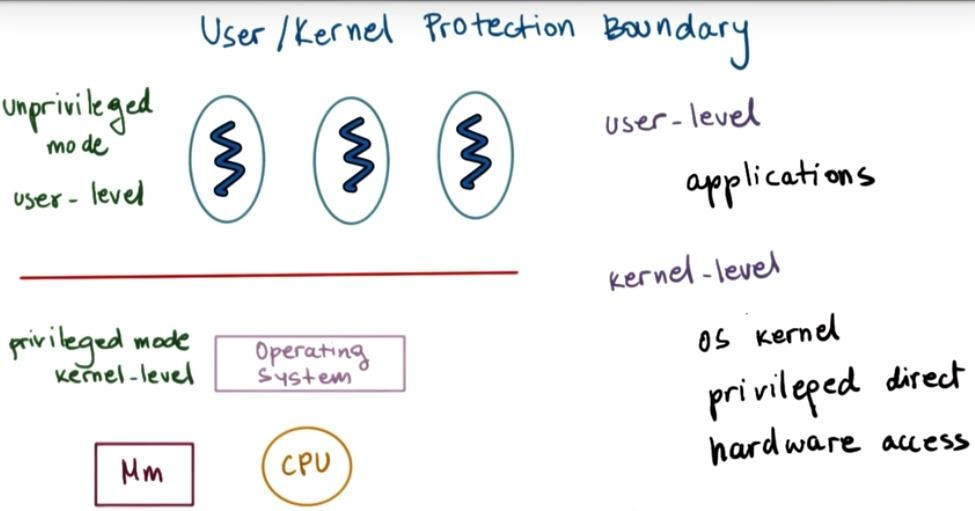 User/Kernel Protection Boundary
unprivileged
mode
user-level
user-level
applications
kernel-level
privileged mode
kernel-level
Operating
System
OS kernel
privileped direct
hardware access
Mm
CPU